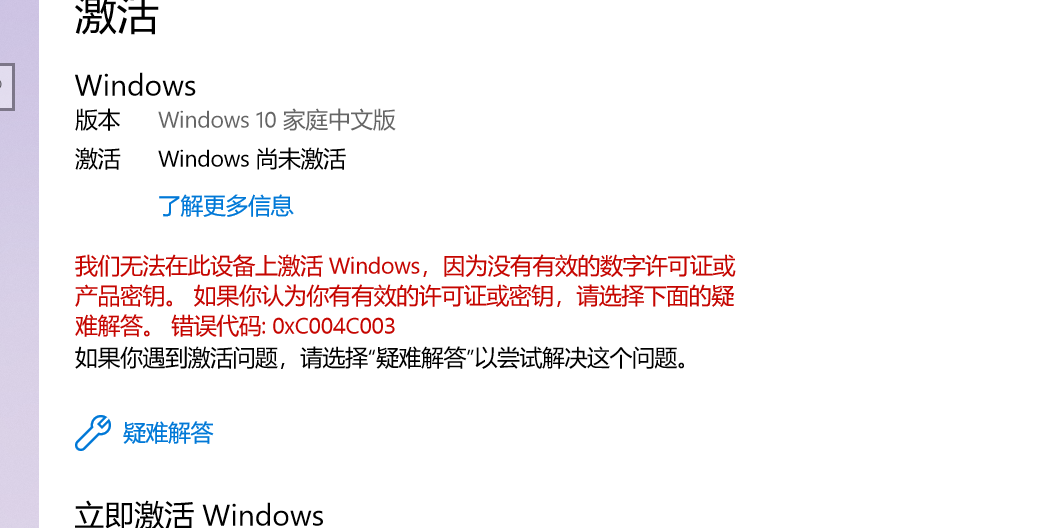 激活
Windows
版本 Windows 10 家庭中文版
激活 Windows 尚未激活
了解更多信息
我们无法在此设备上激活 Windows，因为没有有效的数字许可证或
产品密钥。 如果你认为你有有效的许可证或密钥，请选择下面的疑
难解答。 错误代码: 0xC004C003
如果你遇到激活问题，请选择“疑难解答”以尝试解决这个问题。
疑难解答
立即激活 Windows